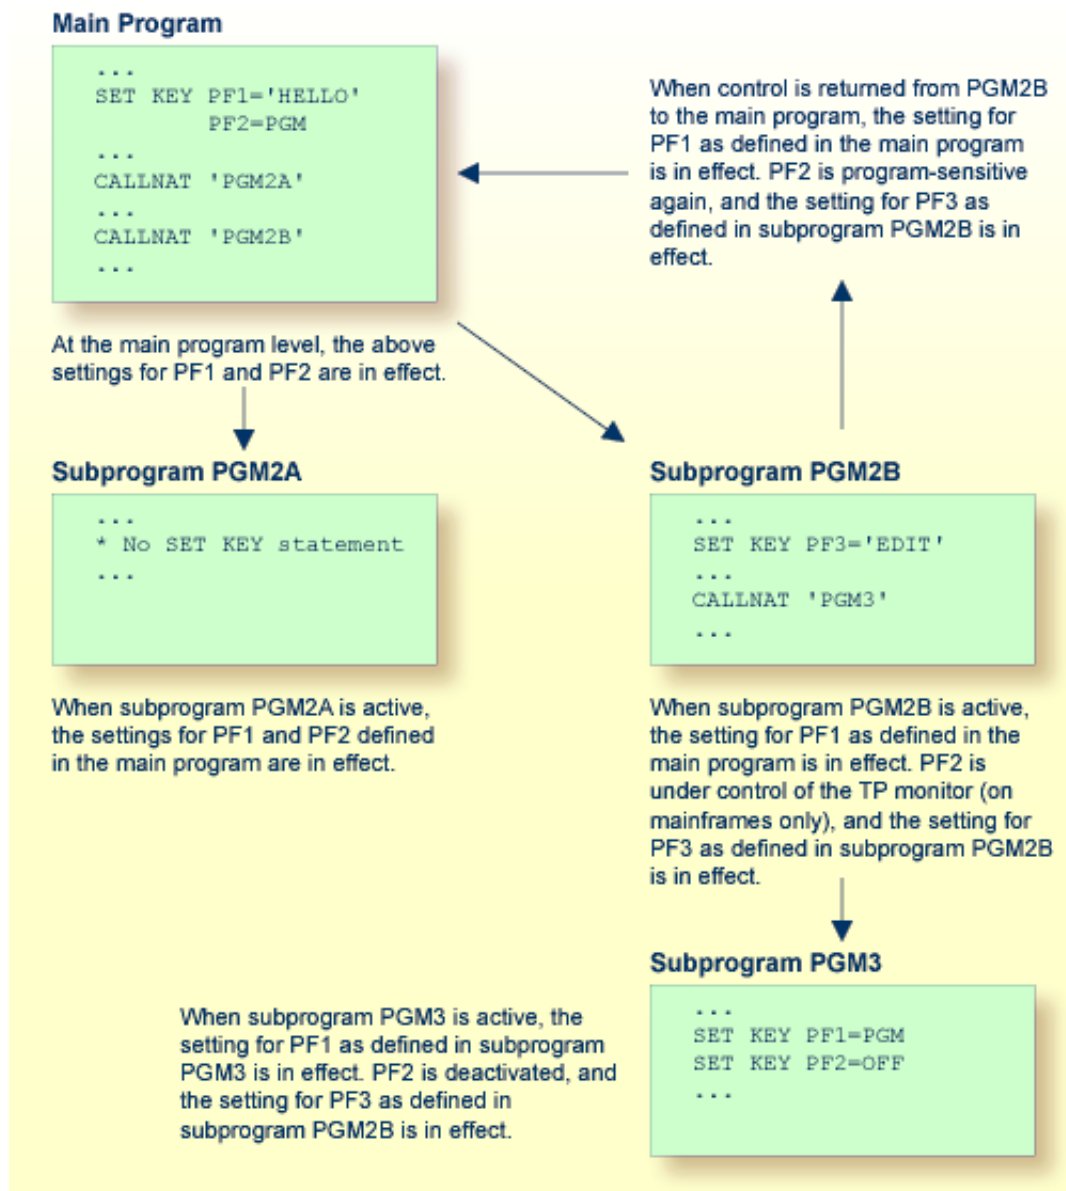 Main Program
...
SET KEY PF1='HELLO'
PF2=PGM
...
CALLNAT 'PGM2A'
...
CALLNAT 'PGM2B'
...
At the main program level, the above
settings for PF1 and PF2 are in effect.
When control is returned from PGM2B
to the main program, the setting for
PF1 as defined in the main program
is in effect. PF2 is program-sensitive
again, and the setting for PF3 as
defined in subprogram PGM2B is in
effect.
Subprogram PGM2A
...
* No SET KEY statement
...
When subprogram PGM2A is active,
the settings for PF1 and PF2 defined
in the main program are in effect.
Subprogram PGM2B
...
SET KEY PF3='EDIT'
...
CALLNAT 'PGM3'
...
When subprogram PGM2B is active,
the setting for PF1 as defined in the
main program is in effect. PF2 is
under control of the TP monitor (on
mainframes only), and the setting for
PF3 as defined in subprogram PGM2B
is in effect.
Subprogram PGM3
...
SET KEY PF1=PGM
SET KEY PF2=OFF
...
When subprogram PGM3 is active, the
setting for PF1 as defined in subprogram
PGM3 is in effect. PF2 is deactivated, and
the setting for PF3 as defined in
subprogram PGM2B is in effect.